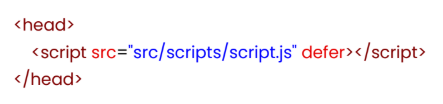 <head>
<script src="src/scripts/script.js" defer></script>
</head>